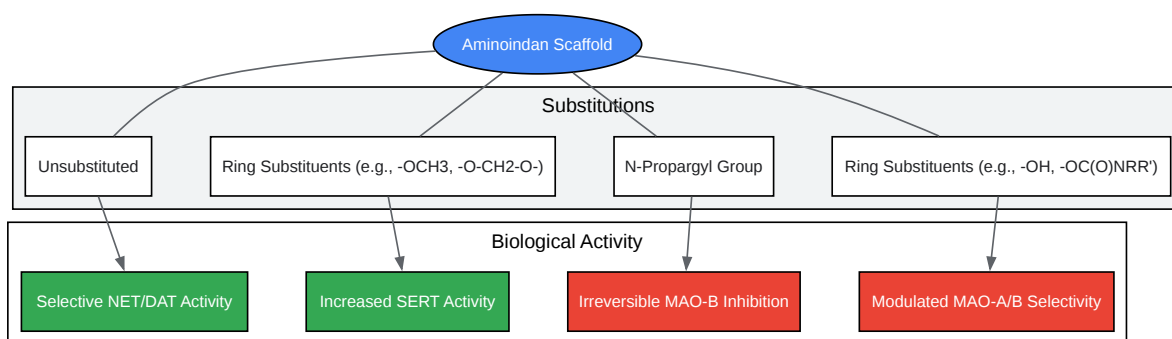 Aminoindan Scaffold
Substitutions
Unsubstituted
Ring Substituents (e.g., -OCH3, -O-CH2-O-)
N-Propargyl Group
Ring Substituents (e.g., -OH, -OC(O)NRR')
Biological Activity
Selective NET/DAT Activity
Increased SERT Activity
Irreversible MAO-B Inhibition
Modulated MAO-A/B Selectivity